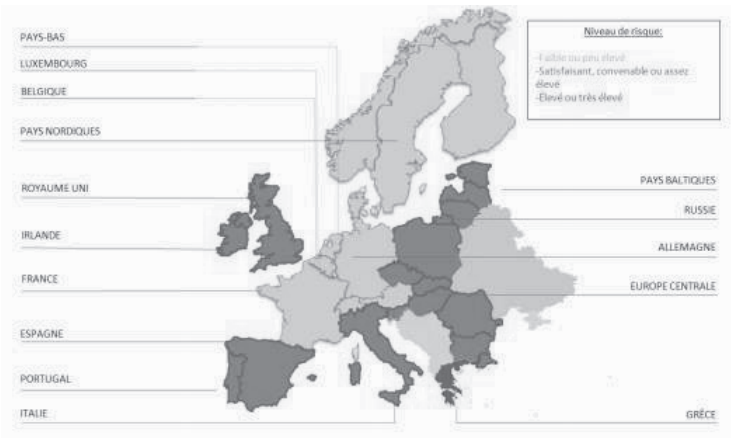 PAYS-BAS
LUXEMBOURG
BELGIQUE
PAYS NORDIQUES
ROYAUME UNI
IRLANDE
FRANCE
ESPAGNE
PORTUGAL
ITALIE
Niveau de risque:
-Faible ou peu élevé
-Satisfaisant, convenable ou assez
élevé
-Elevé ou très élevé
PAYS BALTIQUES
RUSSIE
ALLEMAGNE
EUROPE CENTRALE
GRÈCE